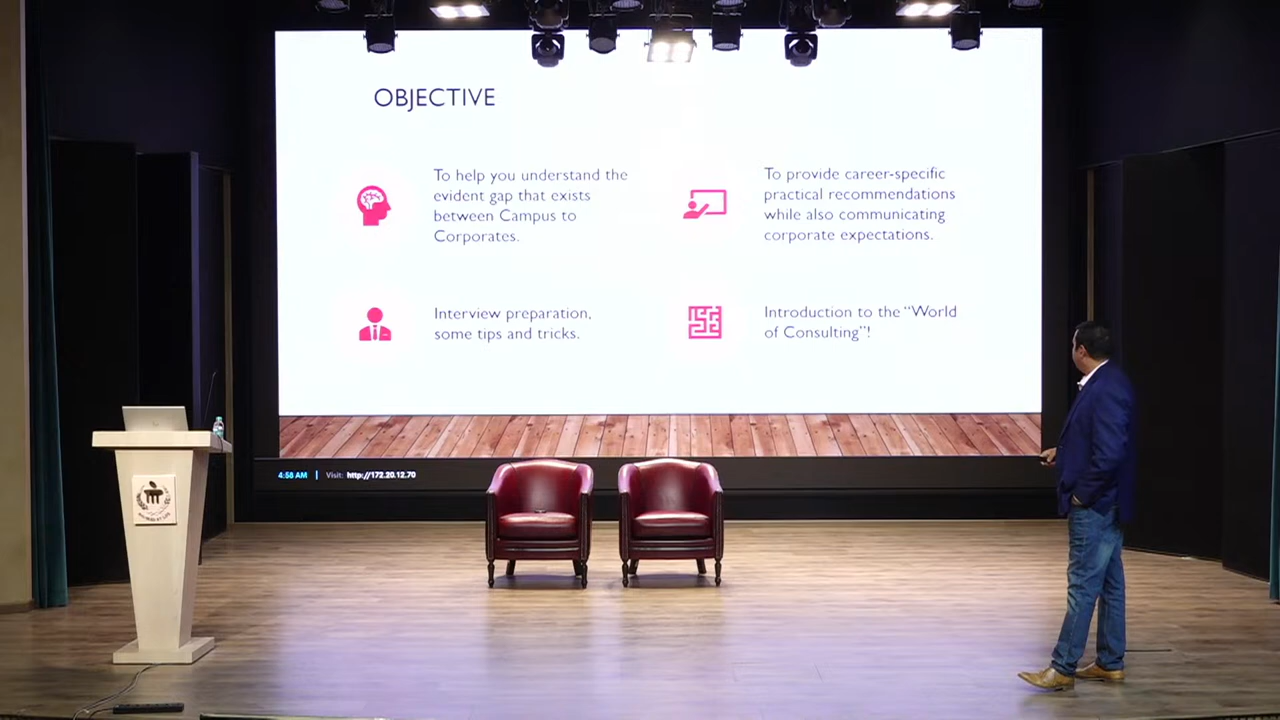 OBJECTIVE
To help you understand the
evident gap that exists
between Campus to
Corporates.
To provide career-specific
practical recommendations
while also communicating
corporate expectations.
Interview preparation,
some tips and tricks.
Introduction to the “World
of Consulting”!
4:58 AM | Visit: http://172.20.12.70